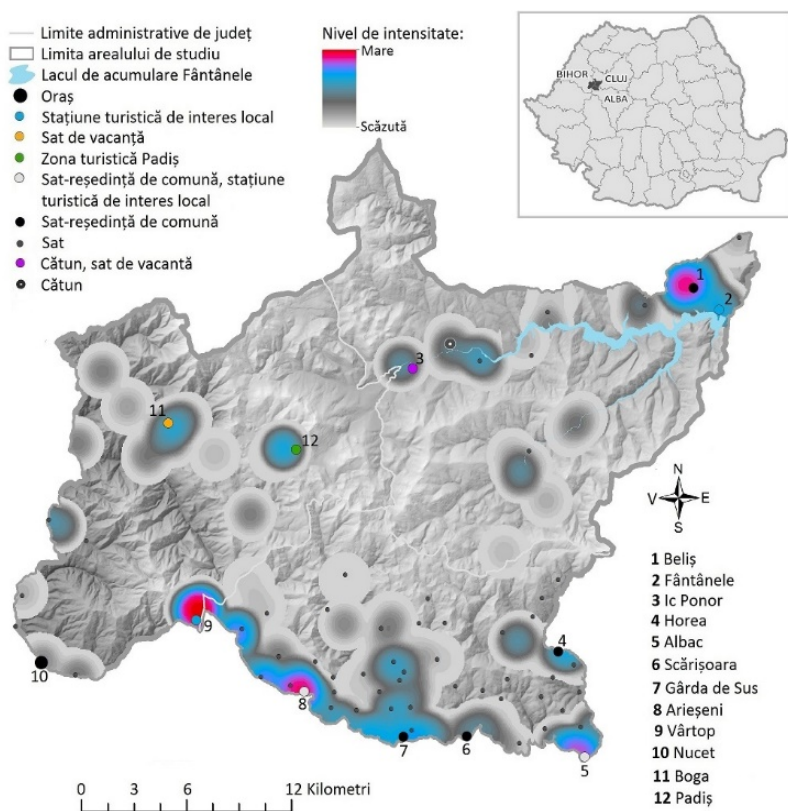 Limite administrative de județ
Limita arealului de studiu
Lacul de acumulare Fântânele
Oraș
Stațiune turistică de interes local
Sat de vacanță
Zona turistică Padiș
Sat-reședință de comună, stațiune
turistică de interes local
Sat-reședință de comună
Sat
Cătun, sat de vacantă
Cătun
Nivel de intensitate:
Mare
Scăzută
BIHOR
CLUJ
ALBA
1
2
3
11
12
9
10
8
7
6
4
5
N
V E
S
1 Beliș
2 Fântânele
3 Ic Ponor
4 Horea
5 Albac
6 Scărișoara
7 Gârda de Sus
8 Arieșeni
9 Vârtop
10 Nucet
11 Boga
12 Padiș
0 3 6 12 Kilometri